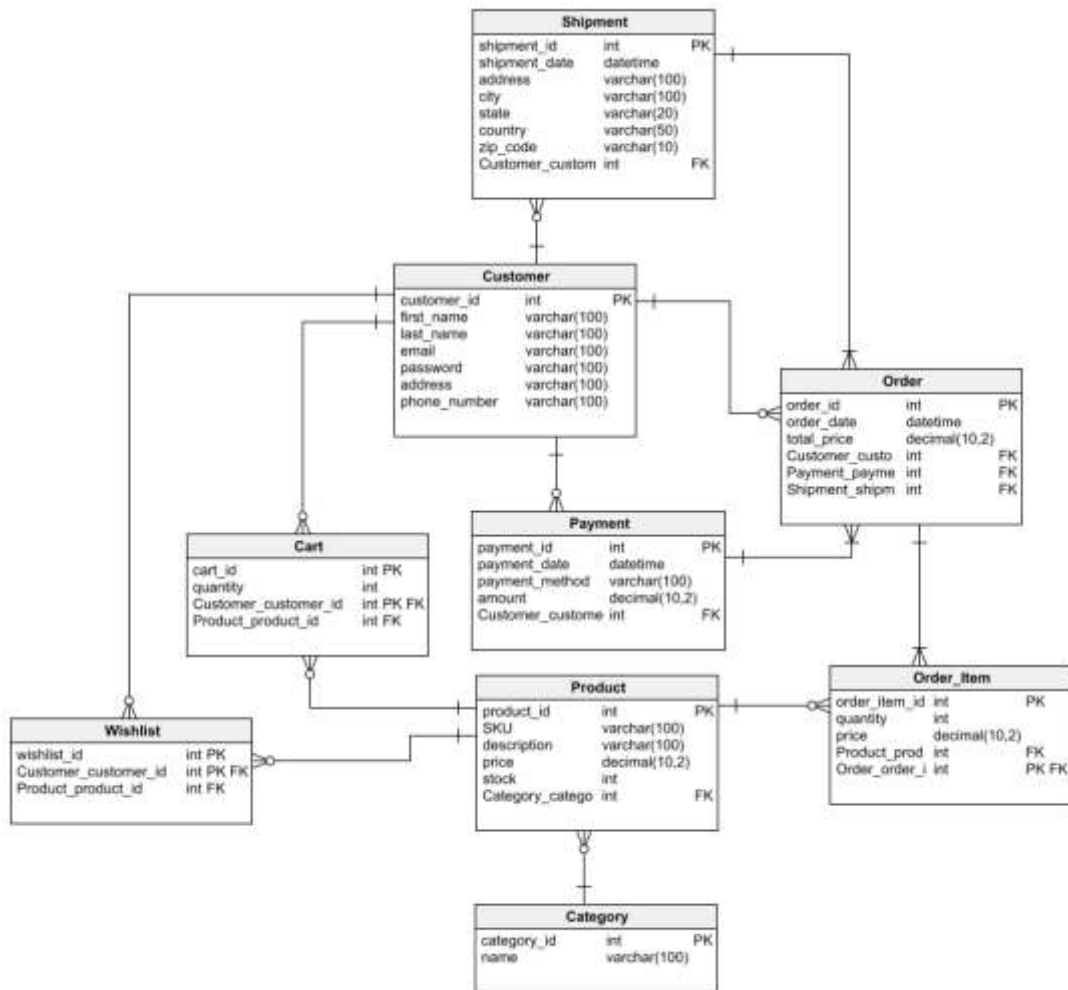 Shipment
shipment_id int PK
shipment_date datetime
address varchar(100)
city varchar(100)
state varchar(20)
country varchar(50)
zip_code varchar(10)
Customer_custom int FK
Customer
customer_id int PK
first_name varchar(100)
last_name varchar(100)
email varchar(100)
password varchar(100)
address varchar(100)
phone_number varchar(100)
Order
order_id int PK
order_date datetime
total_price decimal(10,2)
Customer_custo int FK
Payment_payme int FK
Shipment_shipm int FK
Payment
payment_id int PK
payment_date datetime
payment_method varchar(100)
amount decimal(10,2)
Customer_custome int FK
Cart
cart_id int PK
quantity int
Customer_customer_id int PK FK
Product_product_id int FK
Order_Item
order_item_id int PK
quantity int
price decimal(10,2)
Product_prod int FK
Order_order_i int PK FK
Product
product_id int PK
SKU varchar(100)
description varchar(100)
price decimal(10,2)
stock int
Category_catego int FK
Wishlist
wishlist_id int PK
Customer_customer_id int PK FK
Product_product_id int FK
Category
category_id int PK
name varchar(100)